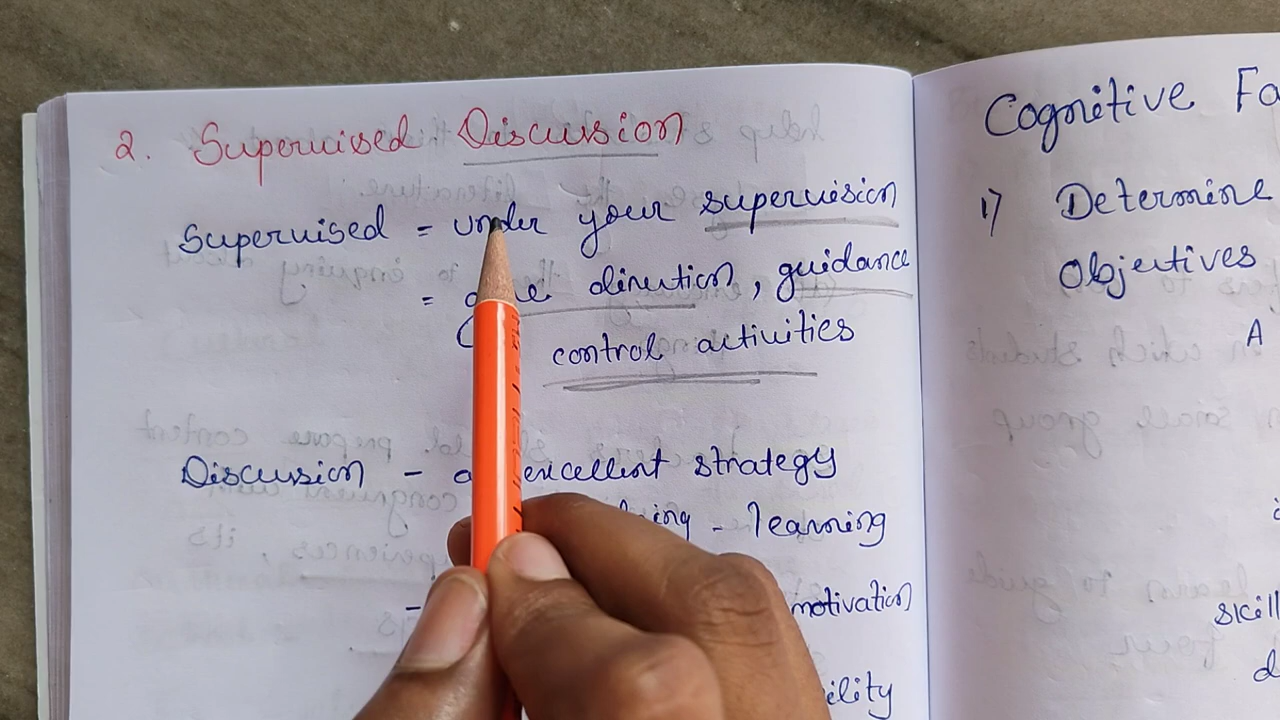 2. Supervised Discussion
Supervised = under your supervision
= direction, guidance
control activities
Discussion - excellent strategy
- learning
- motivation
Cognitive
1) Determine
Objectives
A